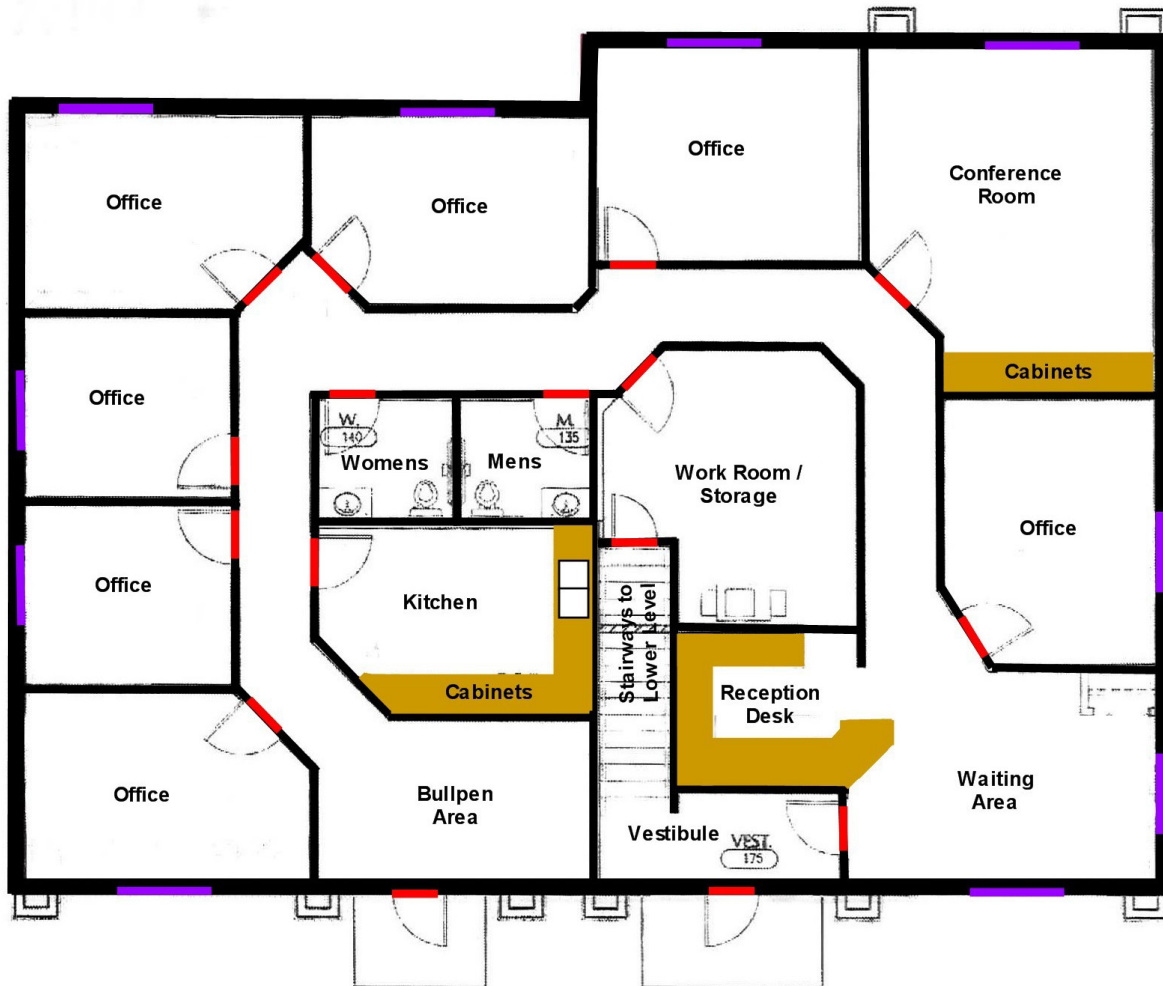 Office
Conference
Room
Office
Office
Cabinets
Office
W.
140
M.
135
Womens
Mens
Work Room /
Storage
Office
Office
Kitchen
Stairways to
Lower Level
Cabinets
Reception
Desk
Office
Bullpen
Area
Waiting
Area
Vestibule
VEST.
175